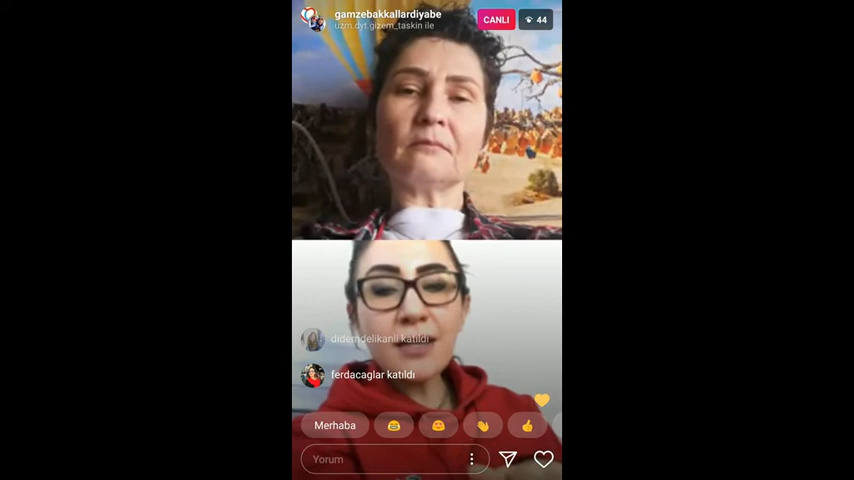 gamzebakkallardiyabe
uzm.dyt.gizem_taskin ile
CANLI
44
didemdelikanli katıldı
ferdacaglar katıldı
Merhaba
Yorum